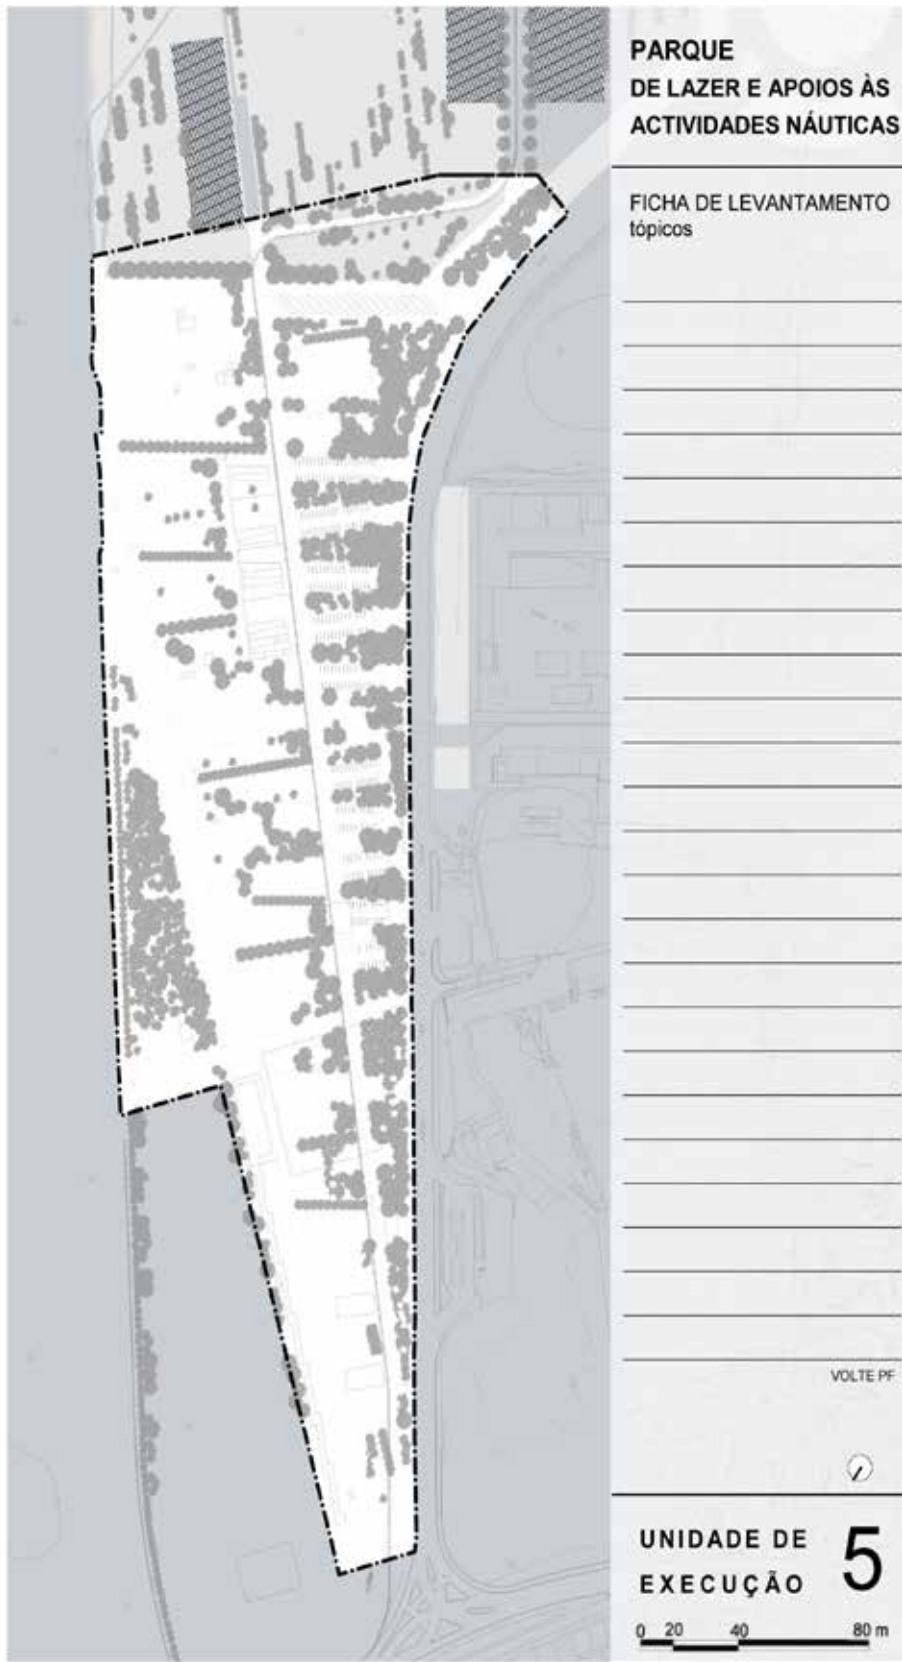 PARQUE
DE LAZER E APOIOS ÀS
ACTIVIDADES NÁUTICAS
FICHA DE LEVANTAMENTO
tópicos
VOLTE PF
UNIDADE DE
EXECUÇÃO
5
0 20 40 80 m